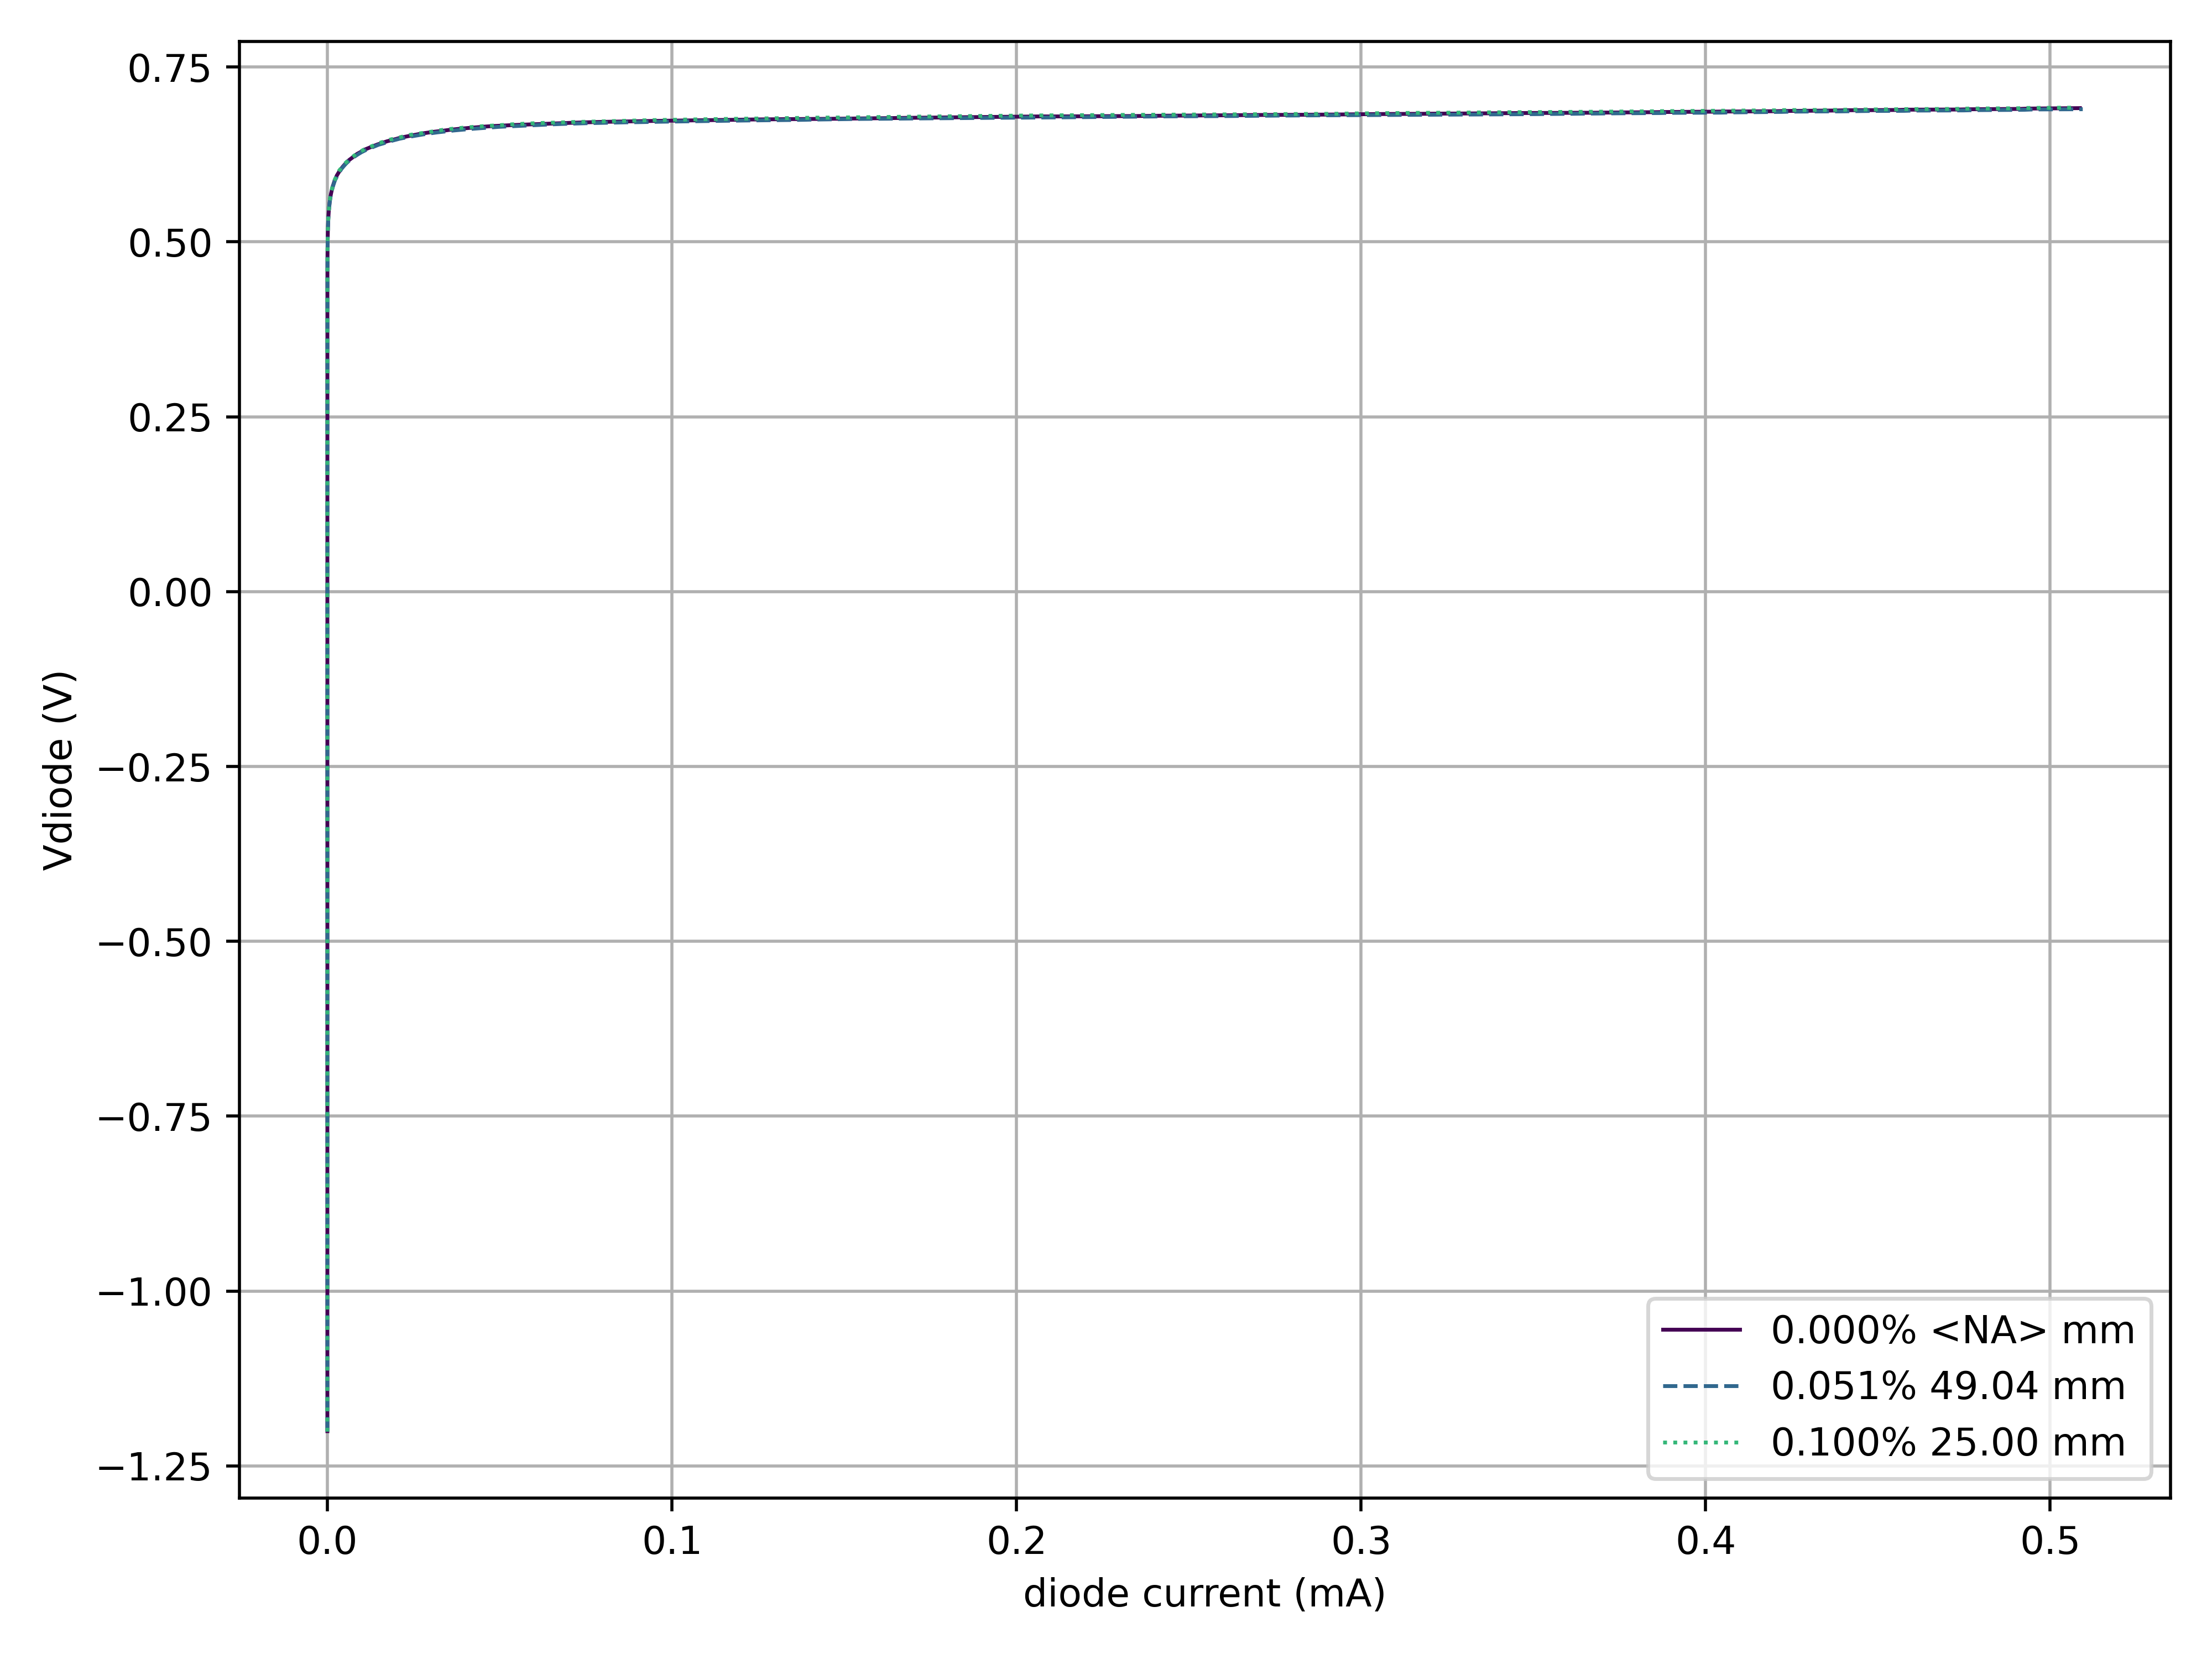 0.75
0.50
0.25
0.00
−0.25
−0.50
−0.75
−1.00
−1.25
Vdiode (V)
0.0 0.1 0.2 0.3 0.4 0.5
diode current (mA)
0.000% <NA> mm
0.051% 49.04 mm
0.100% 25.00 mm